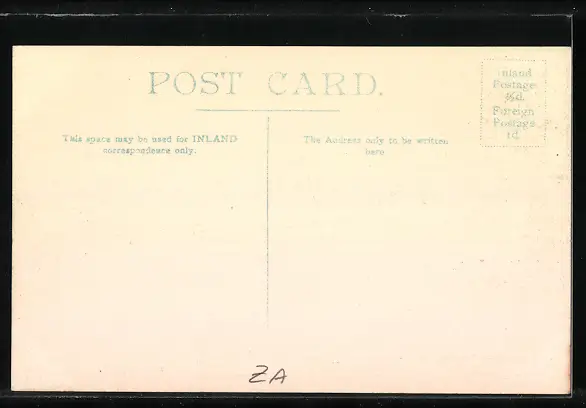 POST CARD.
This space may be used for INLAND
correspondence only.
The Address only to be written
here
Inland
Postage
½d.
Foreign
Postage
1d
ZA